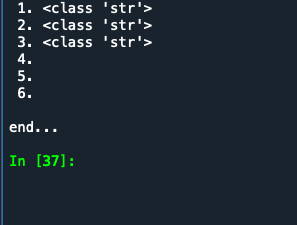 1. <class 'str'>
2. <class 'str'>
3. <class 'str'>
4.
5.
6.
end...
In [37]: